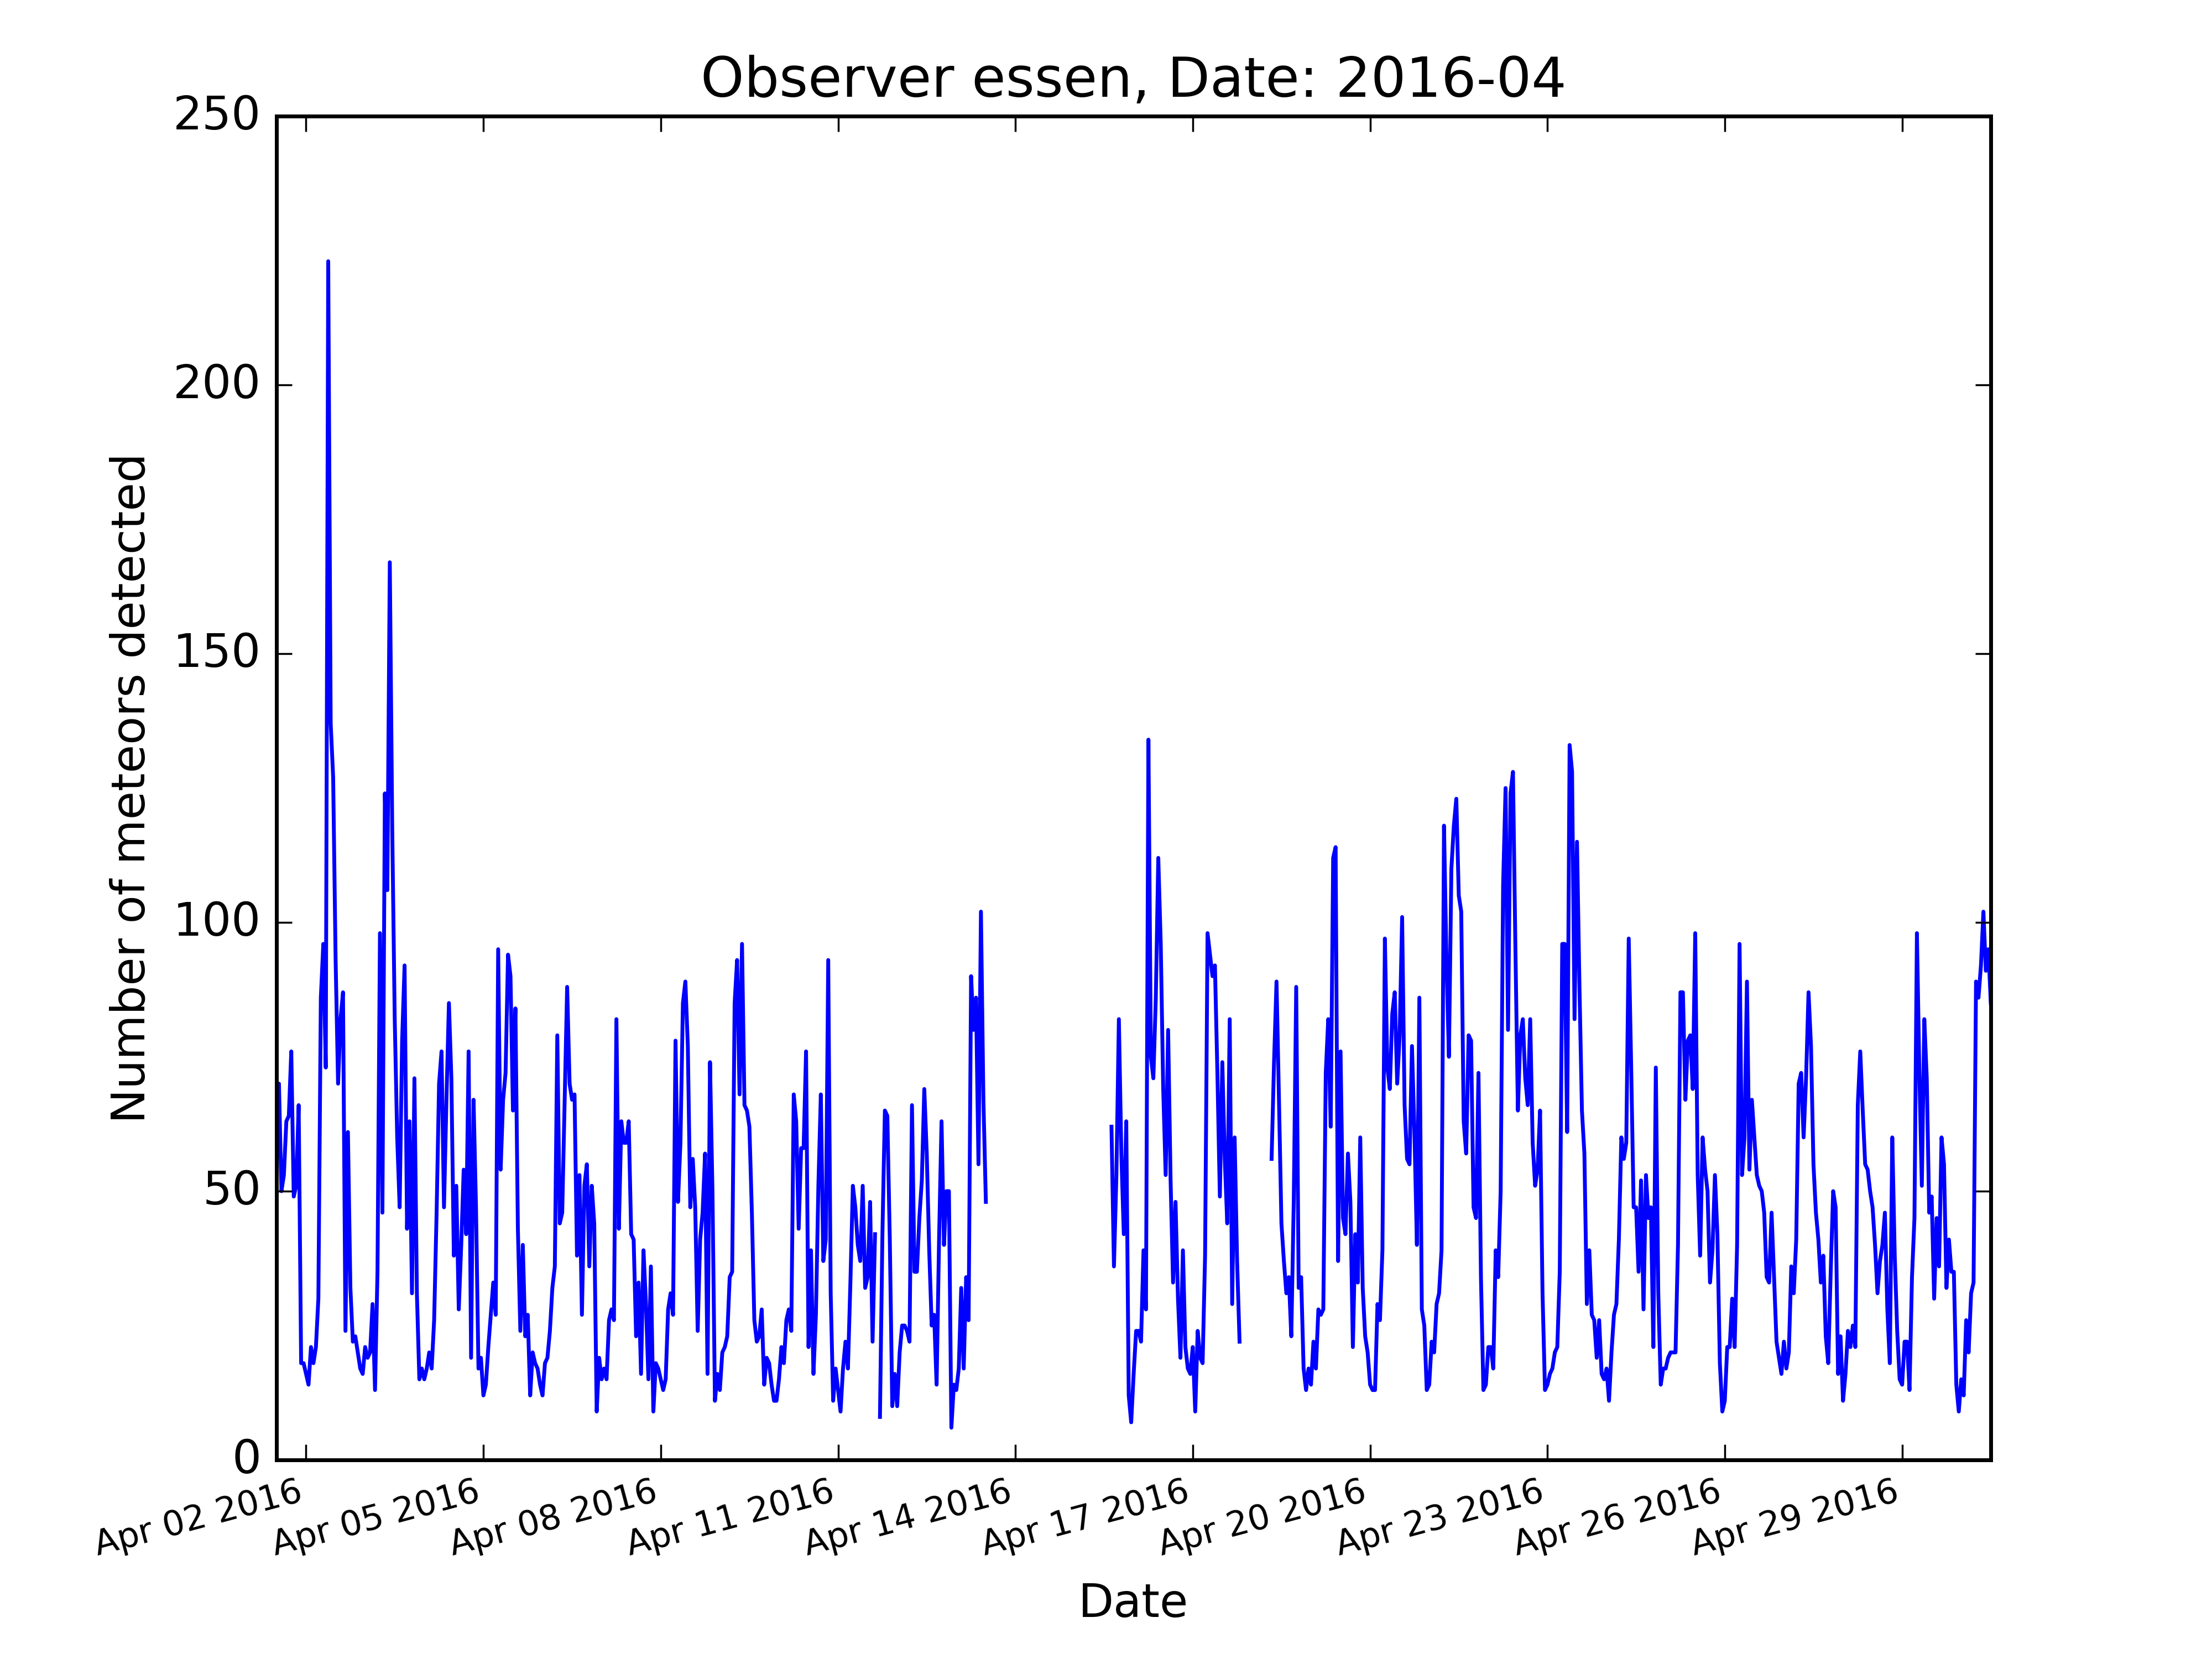 Observer essen, Date: 2016-04
250
200
150
100
50
0
Number of meteors detected
Apr 02 2016
Apr 05 2016
Apr 08 2016
Apr 11 2016
Apr 14 2016
Apr 17 2016
Apr 20 2016
Apr 23 2016
Apr 26 2016
Apr 29 2016
Date